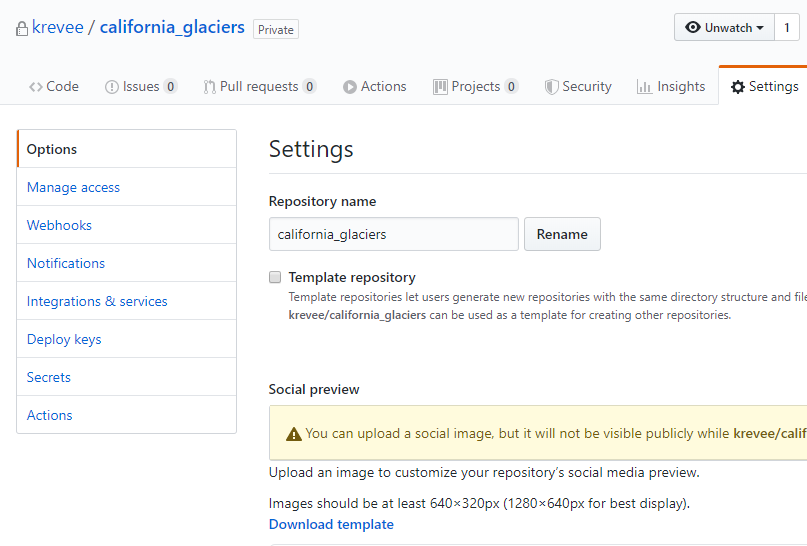 krevee / california_glaciers Private
Unwatch 1
Code Issues 0 Pull requests 0 Actions Projects 0 Security Insights Settings
Options
Manage access
Webhooks
Notifications
Integrations & services
Deploy keys
Secrets
Actions
Settings
Repository name
california_glaciers Rename
Template repository
Template repositories let users generate new repositories with the same directory structure and file
krevee/california_glaciers can be used as a template for creating other repositories.
Social preview
You can upload a social image, but it will not be visible publicly while krevee/calif
Upload an image to customize your repository’s social media preview.
Images should be at least 640×320px (1280×640px for best display).
Download template